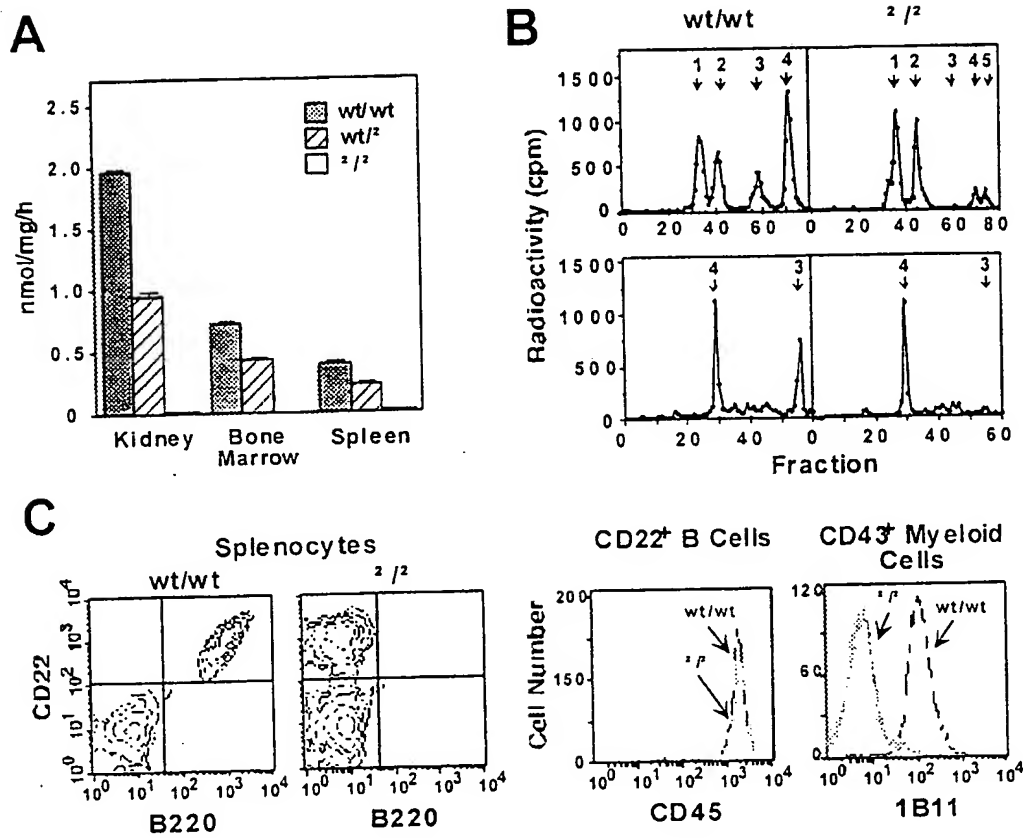 A
nmol/mg/h
2.5
2.0
1.5
1.0
0.5
0
wt/wt
wt/²
²/²
Kidney
Bone Marrow
Spleen
B
wt/wt
²/²
Radioactivity (cpm)
1500
1000
500
0
1 2 3 4
1 2 3 4 5
0 20 40 60 0 20 40 60 80
1500
1000
500
0
4 3
4 3
0 20 40 60 0 20 40 60
Fraction
C
Splenocytes
wt/wt
²/²
CD22
10⁴
10³
10²
10¹
10⁰
10⁰ 10¹ 10² 10³ 10⁴
10⁰ 10¹ 10² 10³ 10⁴
B220
B220
CD22⁺ B Cells
Cell Number
200
150
0
wt/wt
²/²
10⁰ 10¹ 10² 10³ 10⁴
CD45
CD43⁺ Myeloid
Cells
120
60
0
²/²
wt/wt
10⁰ 10¹ 10² 10³ 10⁴
1B11